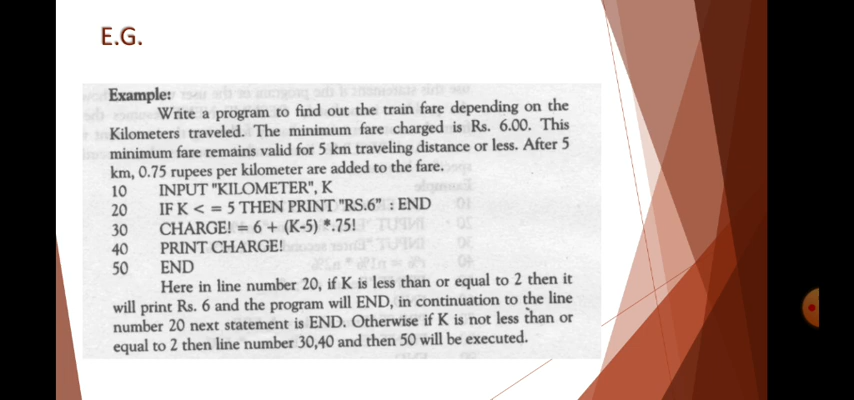 E.G.
Example:
Write a program to find out the train fare depending on the
Kilometers traveled. The minimum fare charged is Rs. 6.00. This
minimum fare remains valid for 5 km traveling distance or less. After 5
km, 0.75 rupees per kilometer are added to the fare.
10 INPUT "KILOMETER", K
20 IF K < = 5 THEN PRINT "RS.6" : END
30 CHARGE! = 6 + (K-5) *.75!
40 PRINT CHARGE!
50 END
Here in line number 20, if K is less than or equal to 2 then it
will print Rs. 6 and the program will END, in continuation to the line
number 20 next statement is END. Otherwise if K is not less than or
equal to 2 then line number 30,40 and then 50 will be executed.